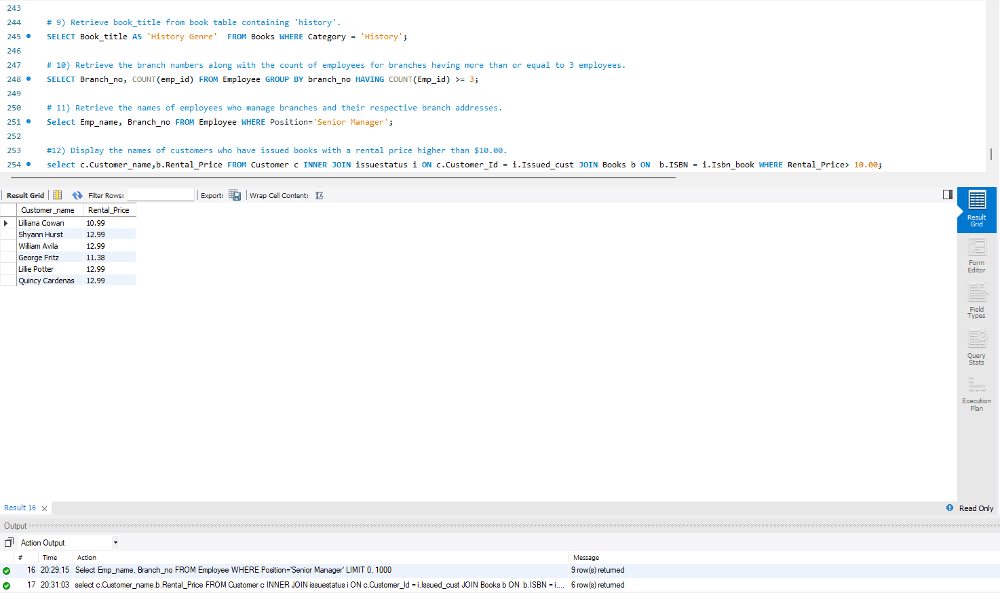 243
244 # 9) Retrieve book_title from book table containing 'history'.
245 SELECT Book_title AS 'History Genre'  FROM Books WHERE Category = 'History';
246
247 # 10) Retrieve the branch numbers along with the count of employees for branches having more than or equal to 3 employees.
248 SELECT Branch_no, COUNT(emp_id) FROM Employee GROUP BY branch_no HAVING COUNT(Emp_id) >= 3;
249
250 # 11) Retrieve the names of employees who manage branches and their respective branch addresses.
251 Select Emp_name, Branch_no FROM Employee WHERE Position='Senior Manager';
252
253 #12) Display the names of customers who have issued books with a rental price higher than $10.00.
254 select c.Customer_name,b.Rental_Price FROM Customer c INNER JOIN issuestatus i ON c.Customer_Id = i.Issued_cust JOIN Books b ON  b.ISBN = i.Isbn_book WHERE Rental_Price> 10.00;
Result Grid Filter Rows: Export: Wrap Cell Content: IA
Customer_name Rental_Price
Lilliana Cowan 10.99
Shyann Hurst 12.99
William Avila 12.99
George Fritz 11.38
Lillie Potter 12.99
Quincy Cardenas 12.99
Result
Grid
Form
Editor
Field
Types
Query
Stats
Execution
Plan
Result 16
Read Only
Output
Action Output
# Time Action Message
16 20:29:15 Select Emp_name, Branch_no FROM Employee WHERE Position='Senior Manager' LIMIT 0, 1000 9 row(s) returned
17 20:31:03 select c.Customer_name,b.Rental_Price FROM Customer c INNER JOIN issuestatus i ON c.Customer_Id = i.Issued_cust JOIN Books b ON  b.ISBN = i.... 6 row(s) returned